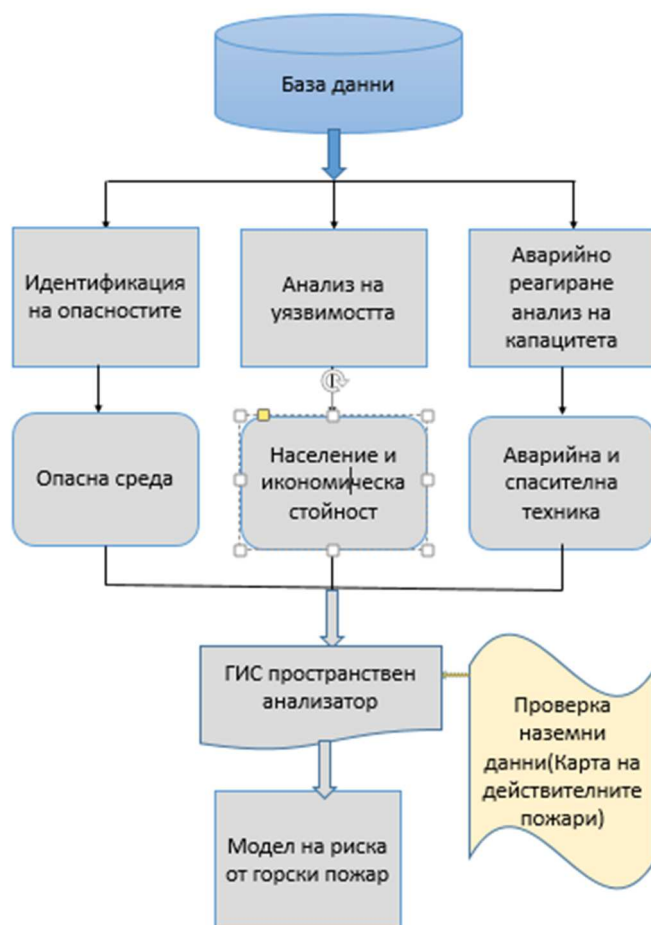 База данни
Идентификация
на опасностите
Анализ на
уязвимостта
Аварийно
реагиране
анализ на
капацитета
Опасна среда
Население и
икономическа
стойност
Аварийна и
спасителна
техника
ГИС пространствен
анализатор
Проверка
наземни
данни(Карта на
действителните
пожари)
Модел на риска
от горски пожар